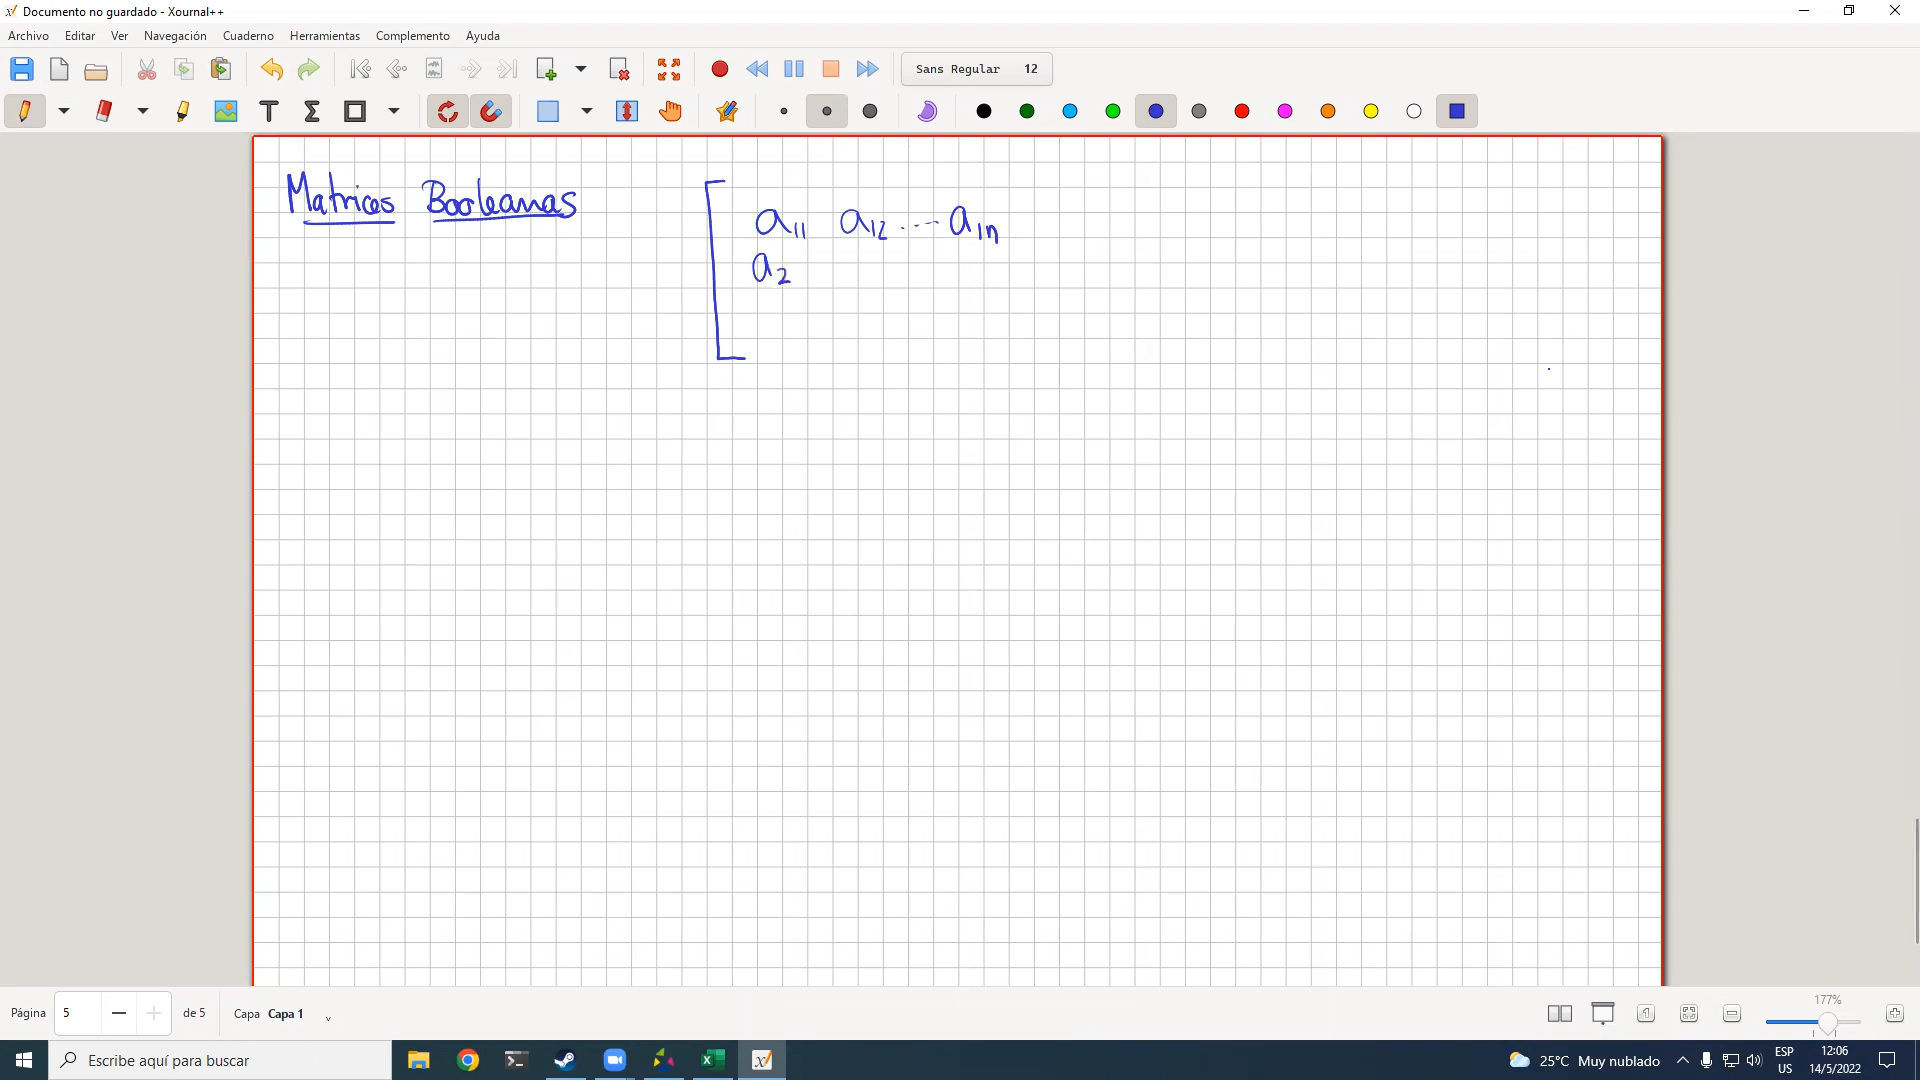 Documento no guardado - Xournal++
Archivo Editar Ver Navegación Cuaderno Herramientas Complemento Ayuda
Sans Regular 12
Matrices Booleanas
a11 a12 .... a1n
a2
Página 5 de 5 Capa Capa 1
177%
Escribe aquí para buscar
25°C Muy nublado
ESP
US
12:06
14/5/2022